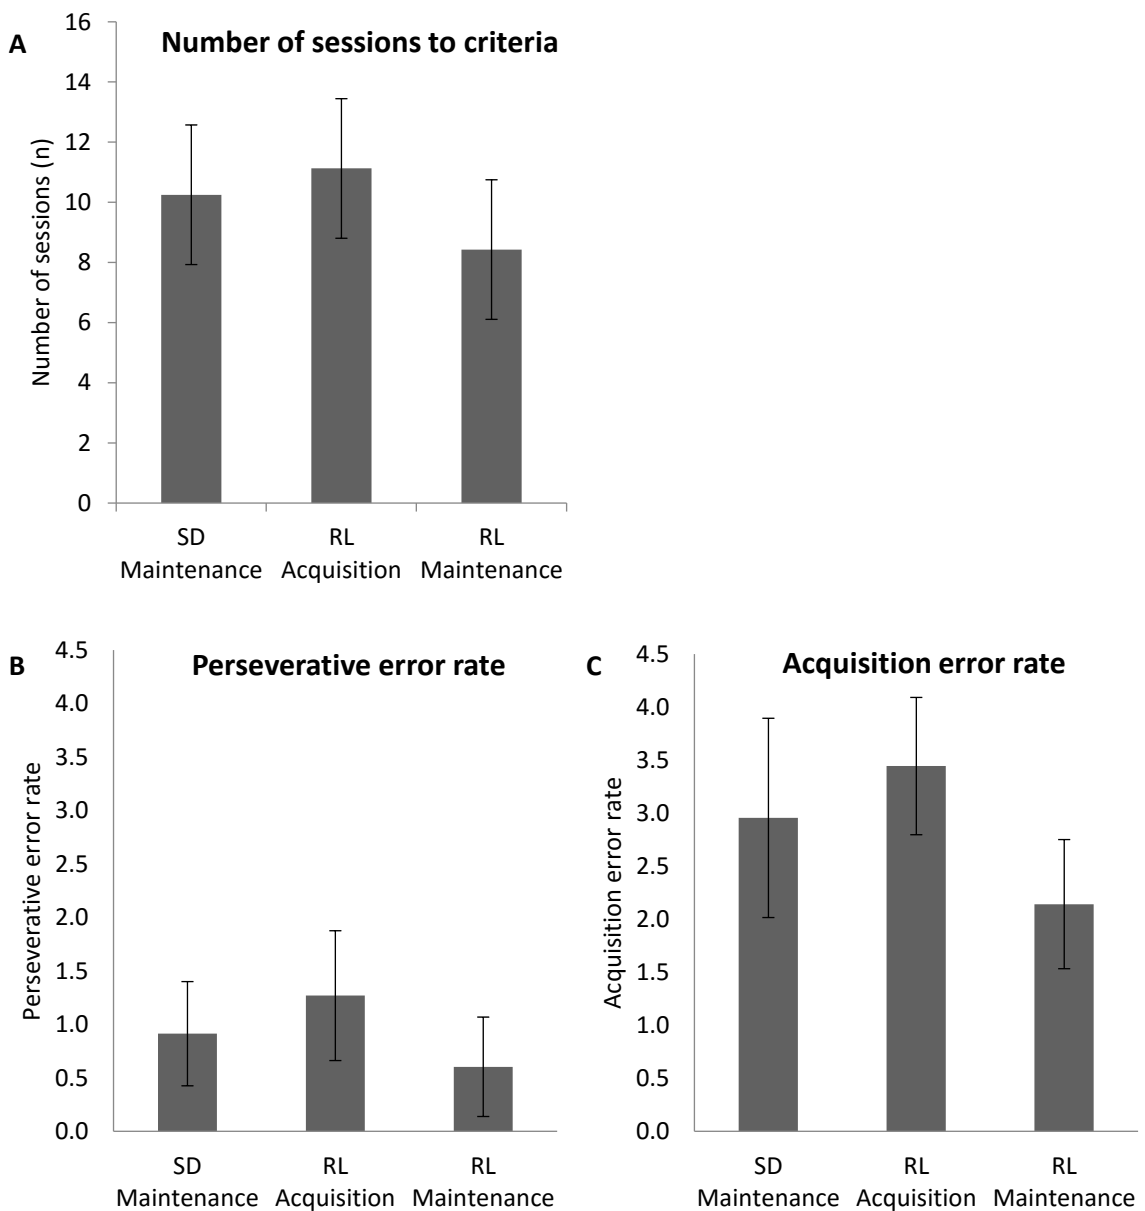 A
Number of sessions to criteria
Number of sessions (n)
16
14
12
10
8
6
4
2
0
SD
Maintenance
RL
Acquisition
RL
Maintenance
B
Perseverative error rate
Perseverative error rate
4.5
4.0
3.5
3.0
2.5
2.0
1.5
1.0
0.5
0.0
SD
Maintenance
RL
Acquisition
RL
Maintenance
C
Acquisition error rate
Acquisition error rate
4.5
4.0
3.5
3.0
2.5
2.0
1.5
1.0
0.5
0.0
SD
Maintenance
RL
Acquisition
RL
Maintenance